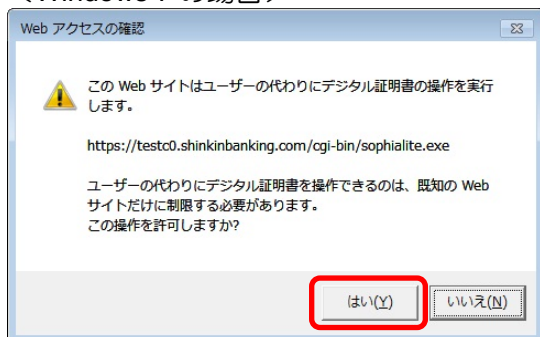 Web アクセスの確認
この Web サイトはユーザーの代わりにデジタル証明書の操作を実行
します。
https://testc0.shinkinbanking.com/cgi-bin/sophialite.exe
ユーザーの代わりにデジタル証明書を操作できるのは、既知の Web
サイトだけに制限する必要があります。
この操作を許可しますか?
はい(Y) いいえ(N)